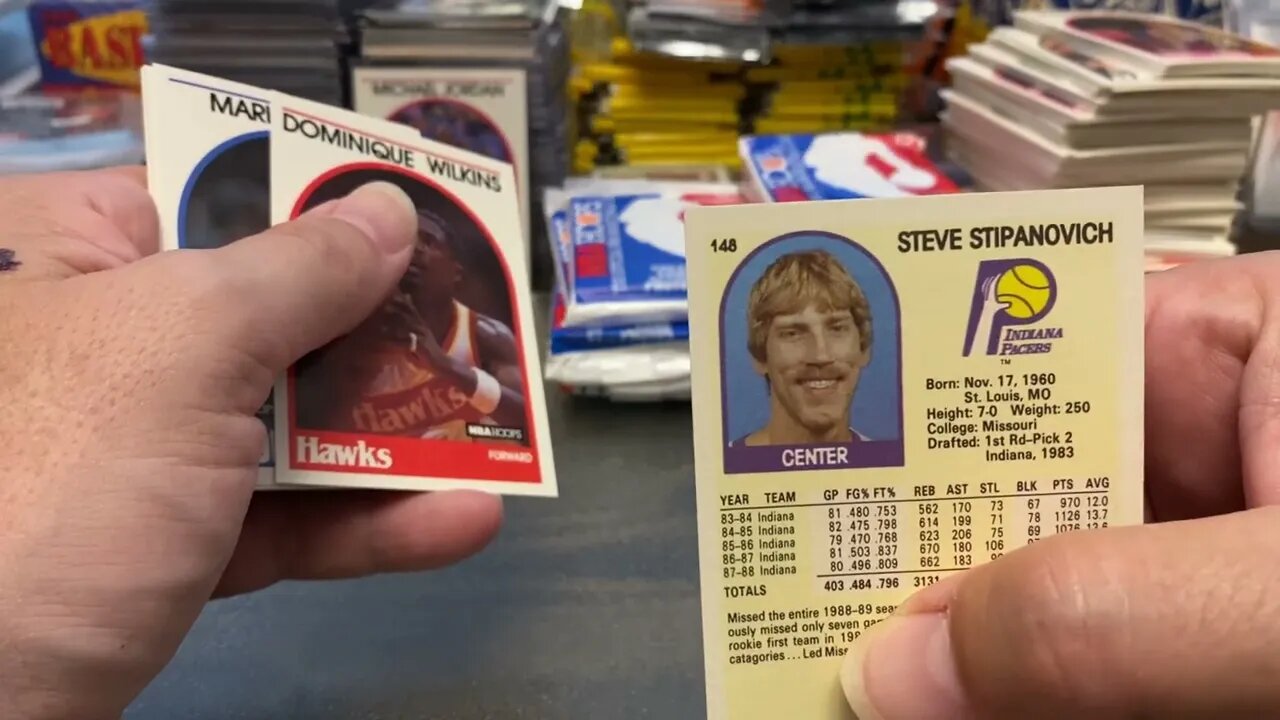 MICHAEL JORDAN
MARI
DOMINIQUE WILKINS
Hawks
NBA HOOPS
Hawks
FORWARD
148
STEVE STIPANOVICH
INDIANA
PACERS
TM
Born: Nov. 17, 1960
St. Louis, MO
Height: 7-0 Weight: 250
College: Missouri
Drafted: 1st Rd–Pick 2
Indiana, 1983
CENTER
YEAR TEAM GP FG% FT% REB AST STL BLK PTS AVG
83–84 Indiana 81 .480 .753 562 170 73 67 970 12.0
84–85 Indiana 82 .475 .798 614 199 71 78 1126 13.7
85–86 Indiana 79 .470 .768 623 206 75 69 1076 13.6
86–87 Indiana 81 .503 .837 670 180 106
87–88 Indiana 80 .496 .809 662 183
TOTALS 403 .484 .796 3131
Missed the entire 1988–89 sea
ously missed only seven
rookie first team in 198
catagories... Led Miss